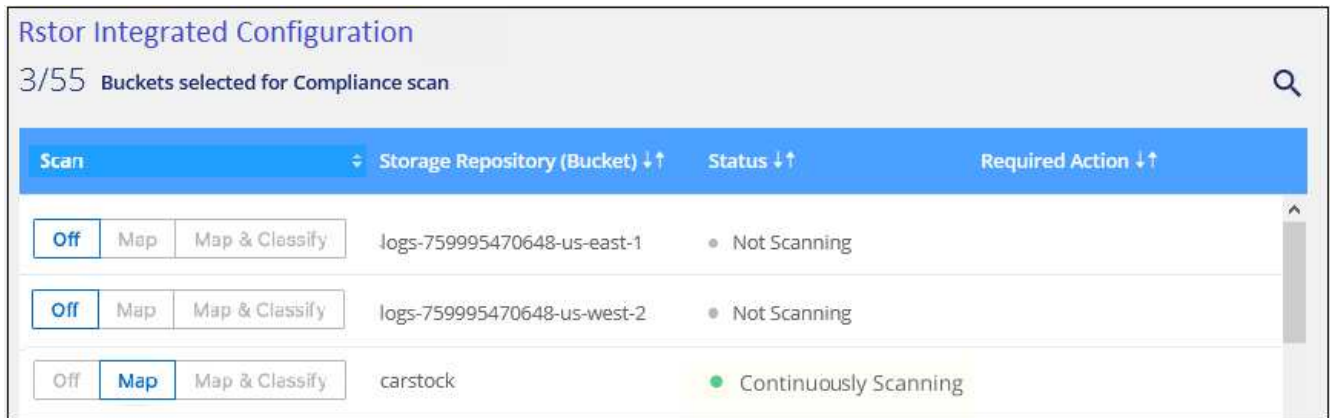 Rstor Integrated Configuration
3/55 Buckets selected for Compliance scan
Scan Storage Repository (Bucket) ↓↑ Status ↓↑ Required Action ↓↑
Off Map Map & Classify logs-759995470648-us-east-1 Not Scanning
Off Map Map & Classify logs-759995470648-us-west-2 Not Scanning
Off Map Map & Classify carstock Continuously Scanning